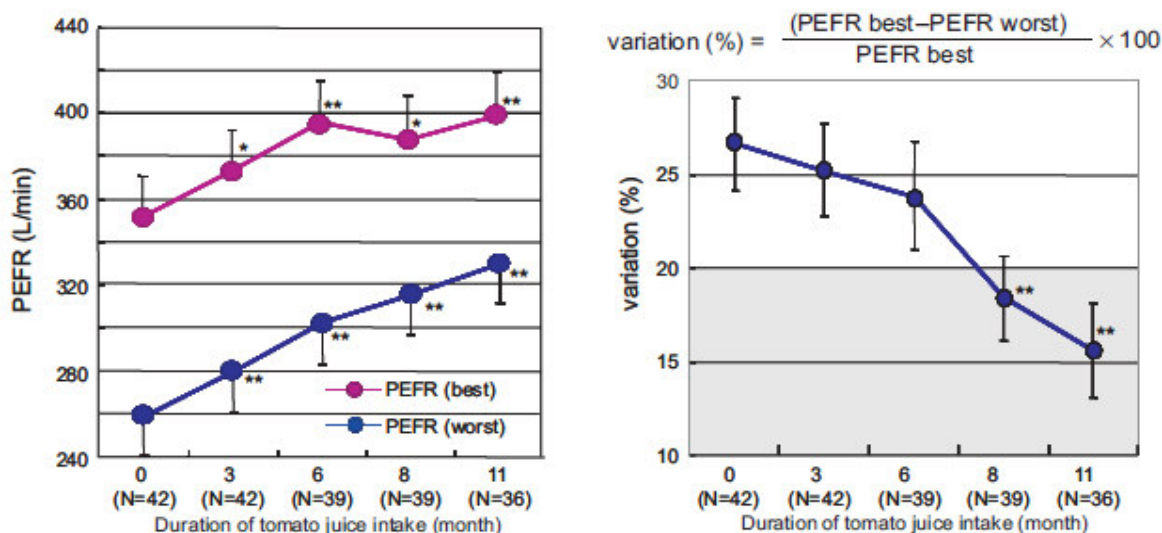 440
400
360
320
280
240
PEFR (L/min)
**
**
*
*
**
**
**
**
PEFR (best)
PEFR (worst)
0 3 6 8 11
(N=42) (N=42) (N=39) (N=39) (N=36)
Duration of tomato juice intake (month)
variation (%) = (PEFR best–PEFR worst) / PEFR best × 100
30
25
20
15
10
variation (%)
**
**
0 3 6 8 11
(N=42) (N=42) (N=39) (N=39) (N=36)
Duration of tomato juice intake (month)